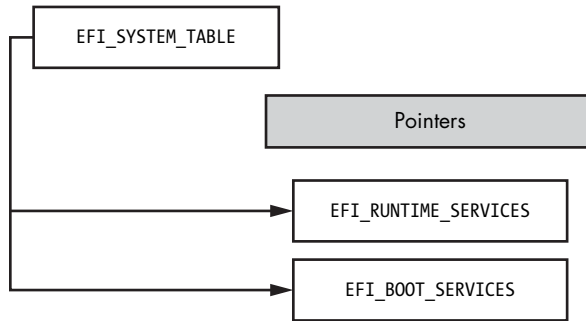 EFI_SYSTEM_TABLE
Pointers
EFI_RUNTIME_SERVICES
EFI_BOOT_SERVICES